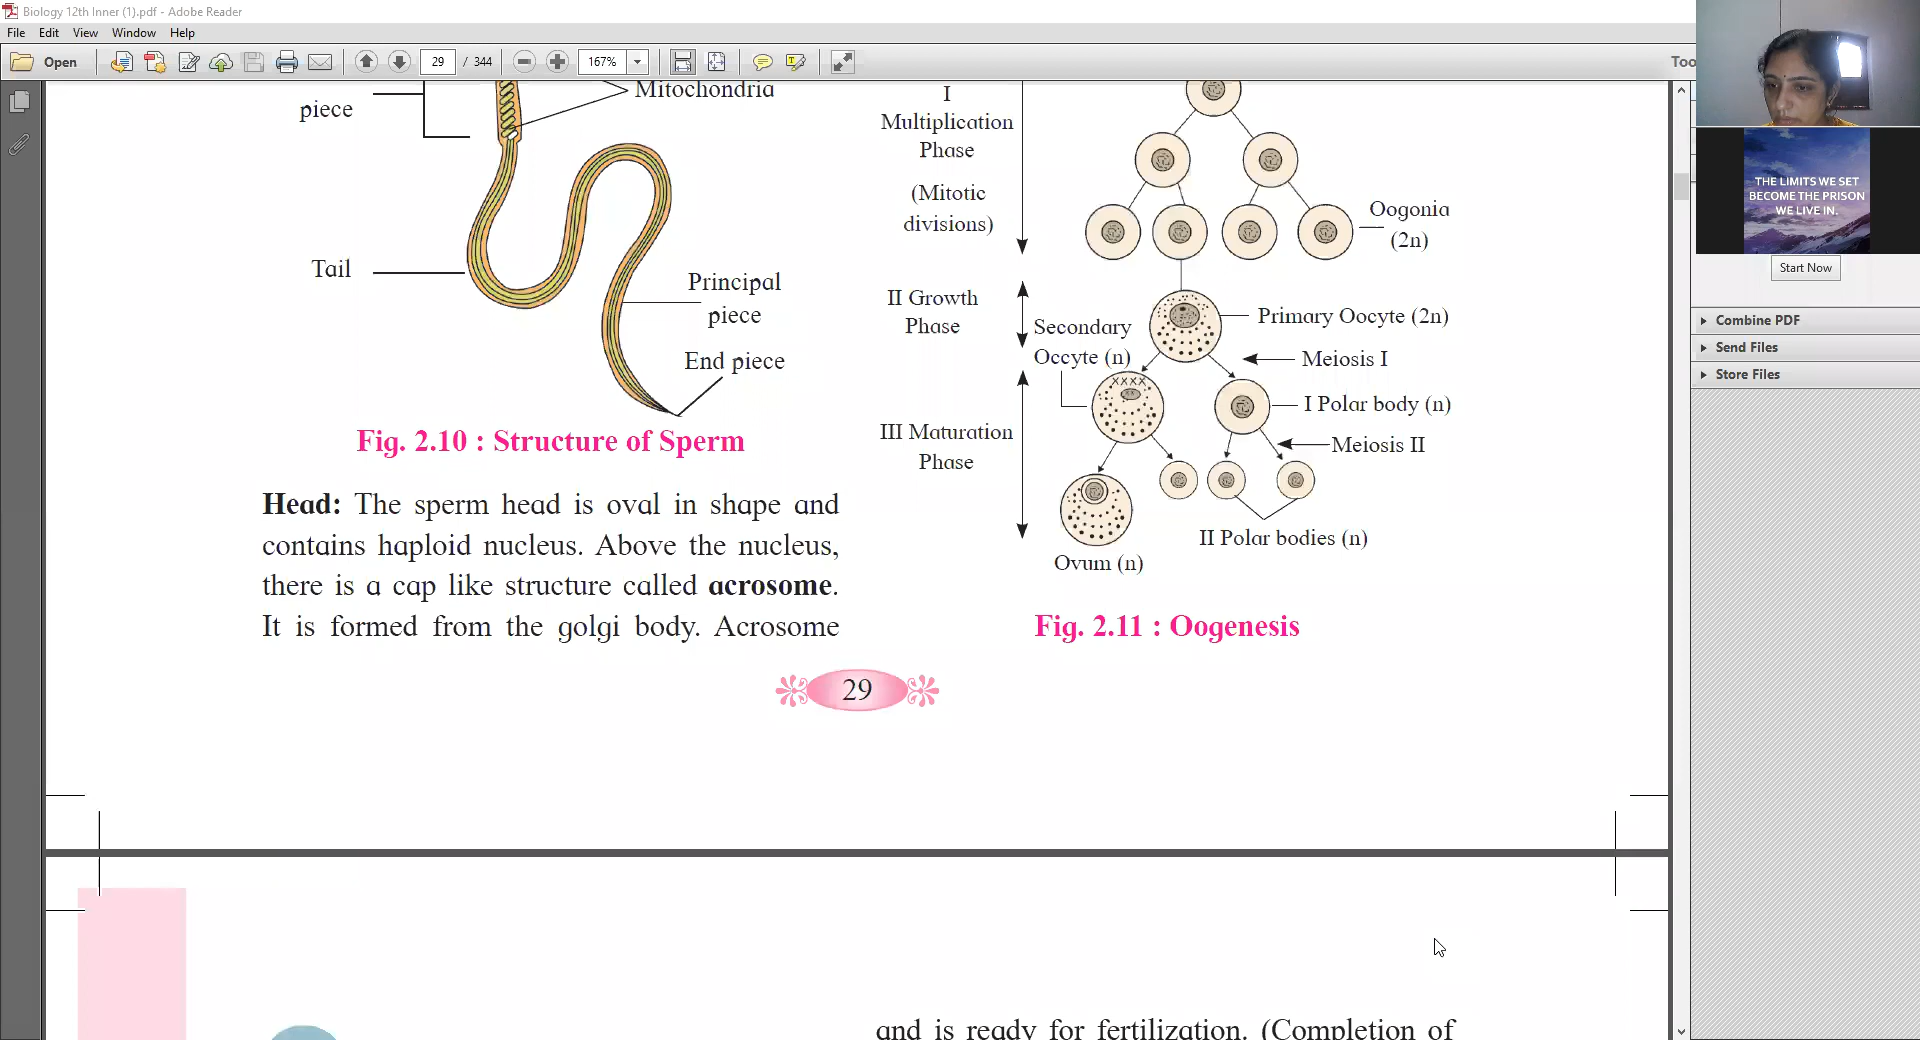 Biology 12th Inner (1).pdf - Adobe Reader
File Edit View Window Help
Open
29 / 344
167%
Too
THE LIMITS WE SET
BECOME THE PRISON
WE LIVE IN.
Start Now
Combine PDF
Send Files
Store Files
piece
Mitochondria
Tail
Principal
piece
End piece
Fig. 2.10 : Structure of Sperm
Head: The sperm head is oval in shape and
contains haploid nucleus. Above the nucleus,
there is a cap like structure called acrosome.
It is formed from the golgi body. Acrosome
I
Multiplication
Phase
(Mitotic
divisions)
Oogonia
(2n)
II Growth
Phase
Secondary
Occyte (n)
Primary Oocyte (2n)
Meiosis I
I Polar body (n)
III Maturation
Phase
Meiosis II
II Polar bodies (n)
Ovum (n)
Fig. 2.11 : Oogenesis
29
and is ready for fertilization. (Completion of